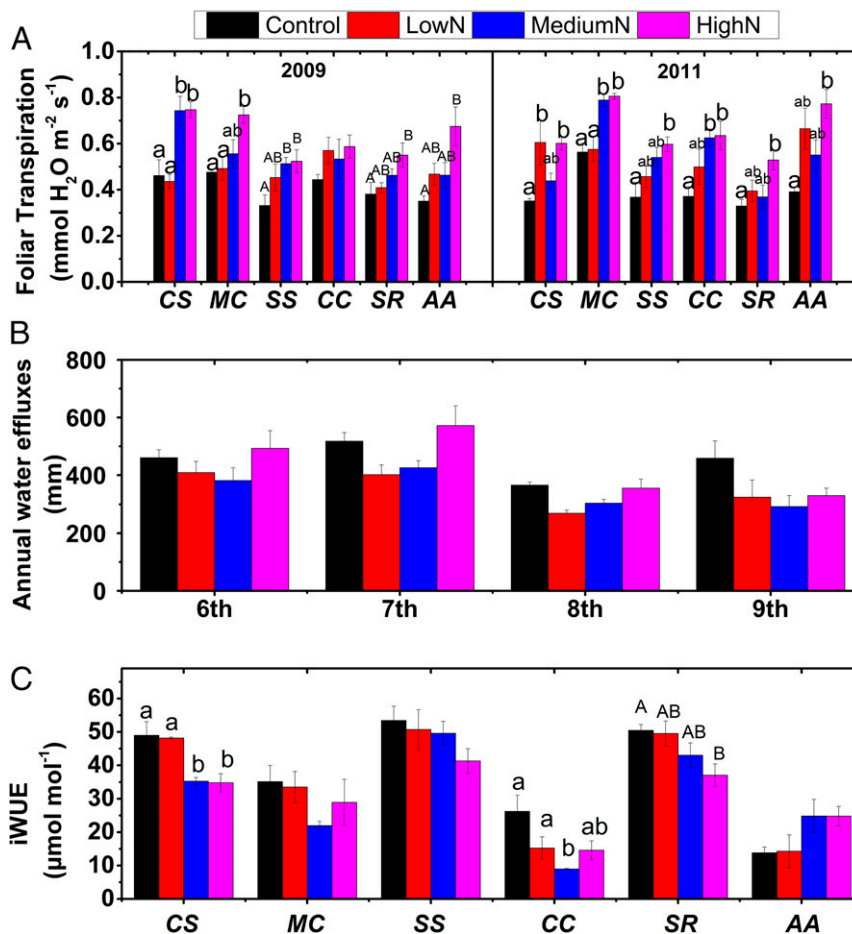 Control LowN MediumN HighN
A
2009 2011
Foliar Transpiration
(mmol H₂O m⁻² s⁻¹)
1.0
0.8
0.6
0.4
0.2
0.0
a a b b a a ab b A AB B B A AB AB B A AB AB B
a b ab b a a b b a ab ab b a ab b b a ab ab b a ab ab b
CS MC SS CC SR AA CS MC SS CC SR AA
B
Annual water effluxes
(mm)
800
600
400
200
0
6th 7th 8th 9th
C
iWUE
(µmol mol⁻¹)
60
50
40
30
20
10
0
a a b b a a b ab A AB AB B
CS MC SS CC SR AA